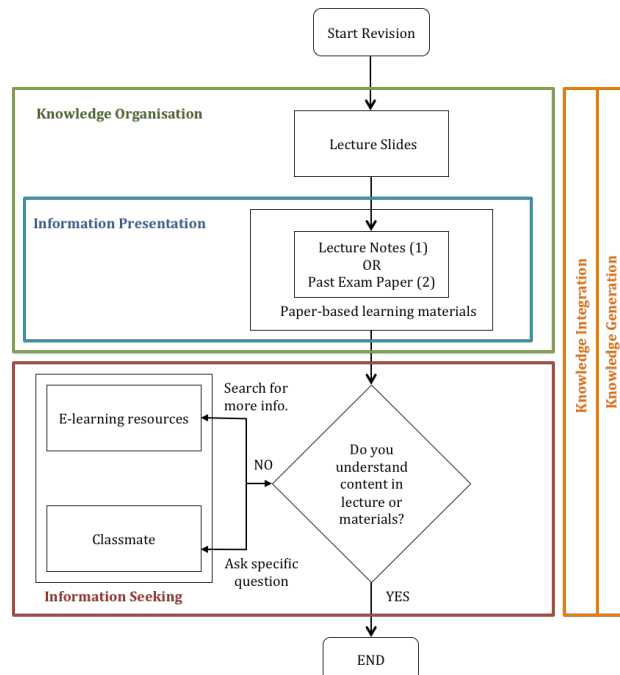 Start Revision
Knowledge Organisation
Lecture Slides
Information Presentation
Lecture Notes (1)
OR
Past Exam Paper (2)
Paper-based learning materials
Knowledge Integration
Knowledge Generation
Search for
more info.
E-learning resources
Do you
understand
content in
lecture or
materials?
NO
Classmate
Ask specific
question
Information Seeking
YES
END